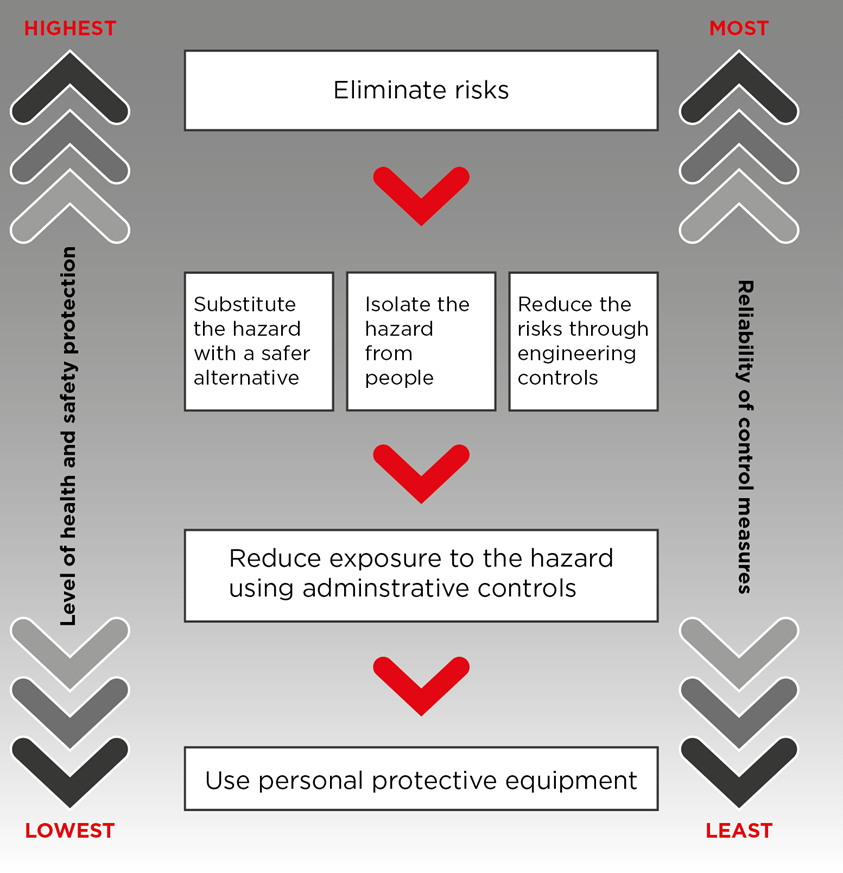 HIGHEST
MOST
Eliminate risks
Substitute
the hazard
with a safer
alternative
Isolate the
hazard
from
people
Reduce the
risks through
engineering
controls
Level of health and safety protection
Reliability of control measures
Reduce exposure to the hazard
using adminstrative controls
Use personal protective equipment
LOWEST
LEAST